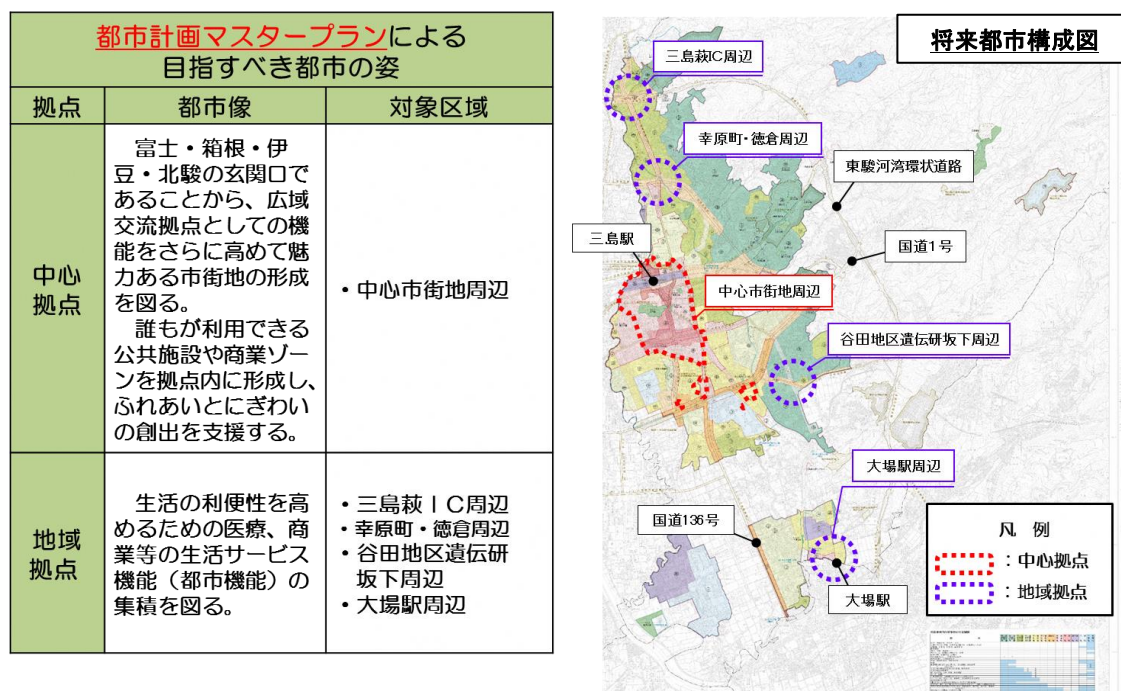 都市計画マスタープランによる
目指すべき都市の姿
拠点
都市像
対象区域
中心
拠点
富士・箱根・伊
豆・北駿の玄関口で
あることから、広域
交流拠点としての機
能をさらに高めて魅
力ある市街地の形成
を図る。
誰もが利用できる
公共施設や商業ゾー
ンを拠点内に形成し、
ふれあいとにぎわい
の創出を支援する。
・中心市街地周辺
地域
拠点
生活の利便性を高
めるための医療、商
業等の生活サービス
機能（都市機能）の
集積を図る。
・三島萩ＩＣ周辺
・幸原町・徳倉周辺
・谷田地区遺伝研
坂下周辺
・大場駅周辺
将来都市構成図
三島萩IC周辺
幸原町・徳倉周辺
東駿河湾環状道路
三島駅
国道1号
中心市街地周辺
谷田地区遺伝研坂下周辺
大場駅周辺
国道136号
大場駅
凡 例
：中心拠点
：地域拠点